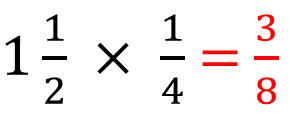 1 1/2 × 1/4 = 3/8